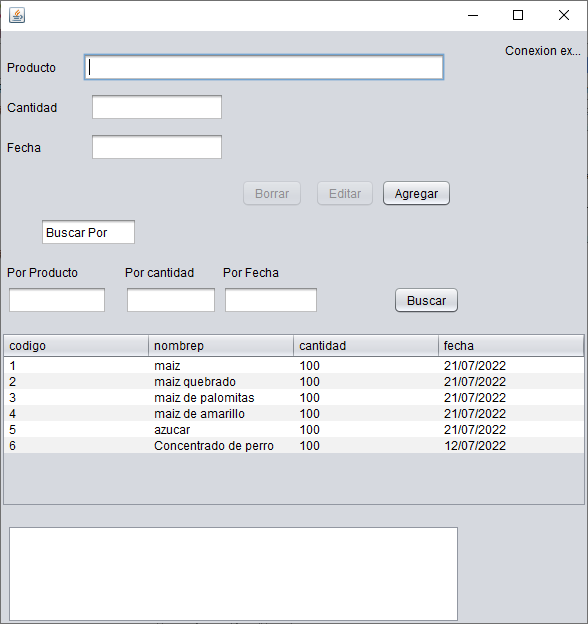 Conexion ex...
Producto
Cantidad
Fecha
Borrar Editar Agregar
Buscar Por
Por Producto Por cantidad Por Fecha
Buscar
codigo nombrep cantidad fecha
1 maiz 100 21/07/2022
2 maiz quebrado 100 21/07/2022
3 maiz de palomitas 100 21/07/2022
4 maiz de amarillo 100 21/07/2022
5 azucar 100 21/07/2022
6 Concentrado de perro 100 12/07/2022